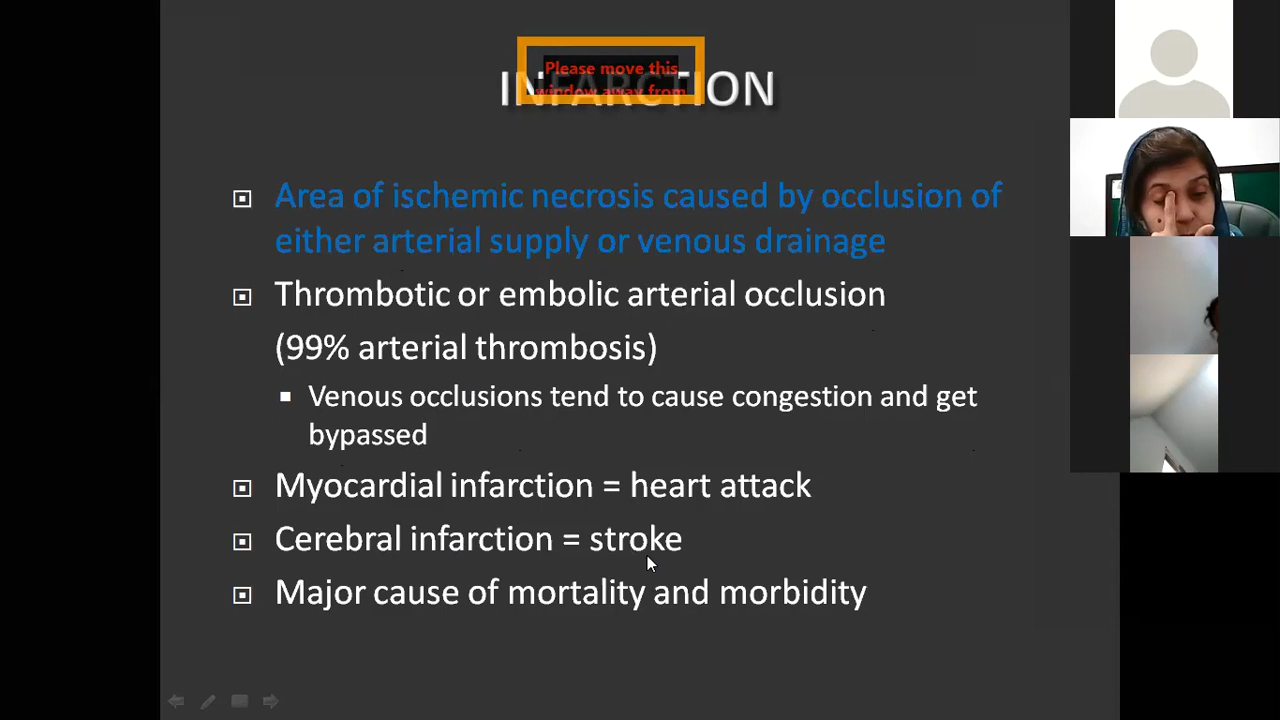 Please move this
window away from
INFARCTION
Area of ischemic necrosis caused by occlusion of
either arterial supply or venous drainage
Thrombotic or embolic arterial occlusion
(99% arterial thrombosis)
Venous occlusions tend to cause congestion and get
bypassed
Myocardial infarction = heart attack
Cerebral infarction = stroke
Major cause of mortality and morbidity